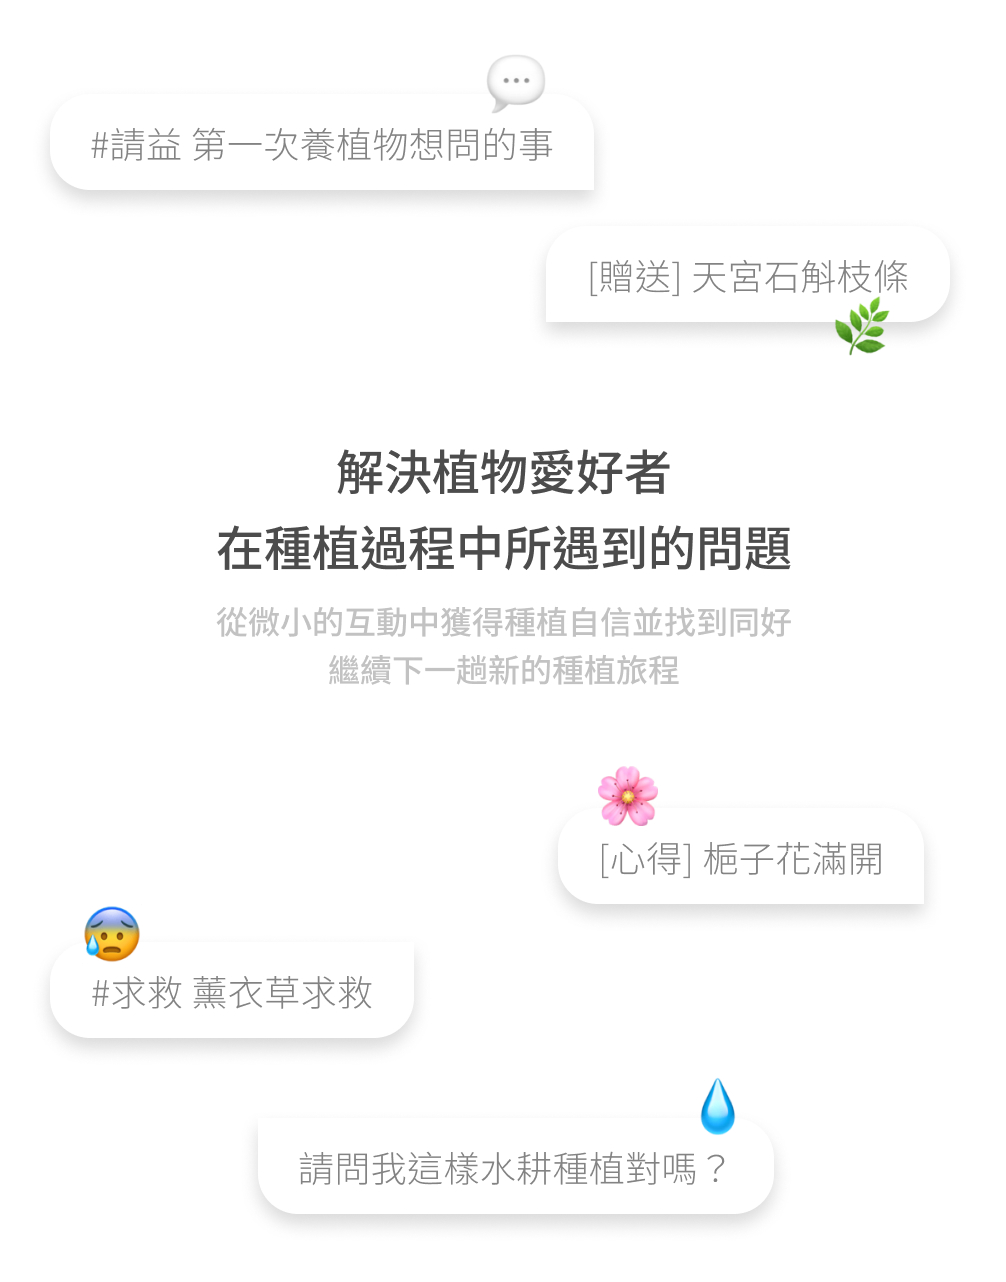 #請益 第一次養植物想問的事
[贈送] 天宮石斛枝條
解決植物愛好者
在種植過程中所遇到的問題
從微小的互動中獲得種植自信並找到同好
繼續下一趟新的種植旅程
[心得] 梔子花滿開
#求救 薰衣草求救
請問我這樣水耕種植對嗎？